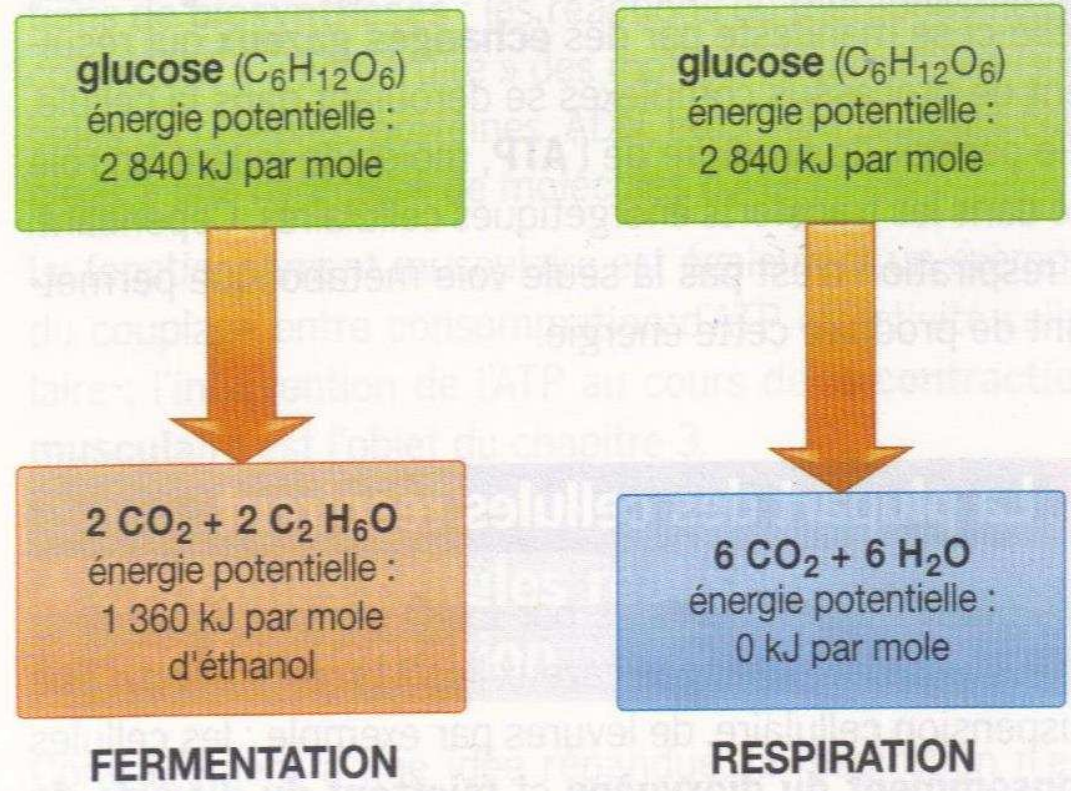 glucose (C₆H₁₂O₆)
énergie potentielle :
2 840 kJ par mole
glucose (C₆H₁₂O₆)
énergie potentielle :
2 840 kJ par mole
2 CO₂ + 2 C₂ H₆O
énergie potentielle :
1 360 kJ par mole
d'éthanol
6 CO₂ + 6 H₂O
énergie potentielle :
0 kJ par mole
FERMENTATION
RESPIRATION